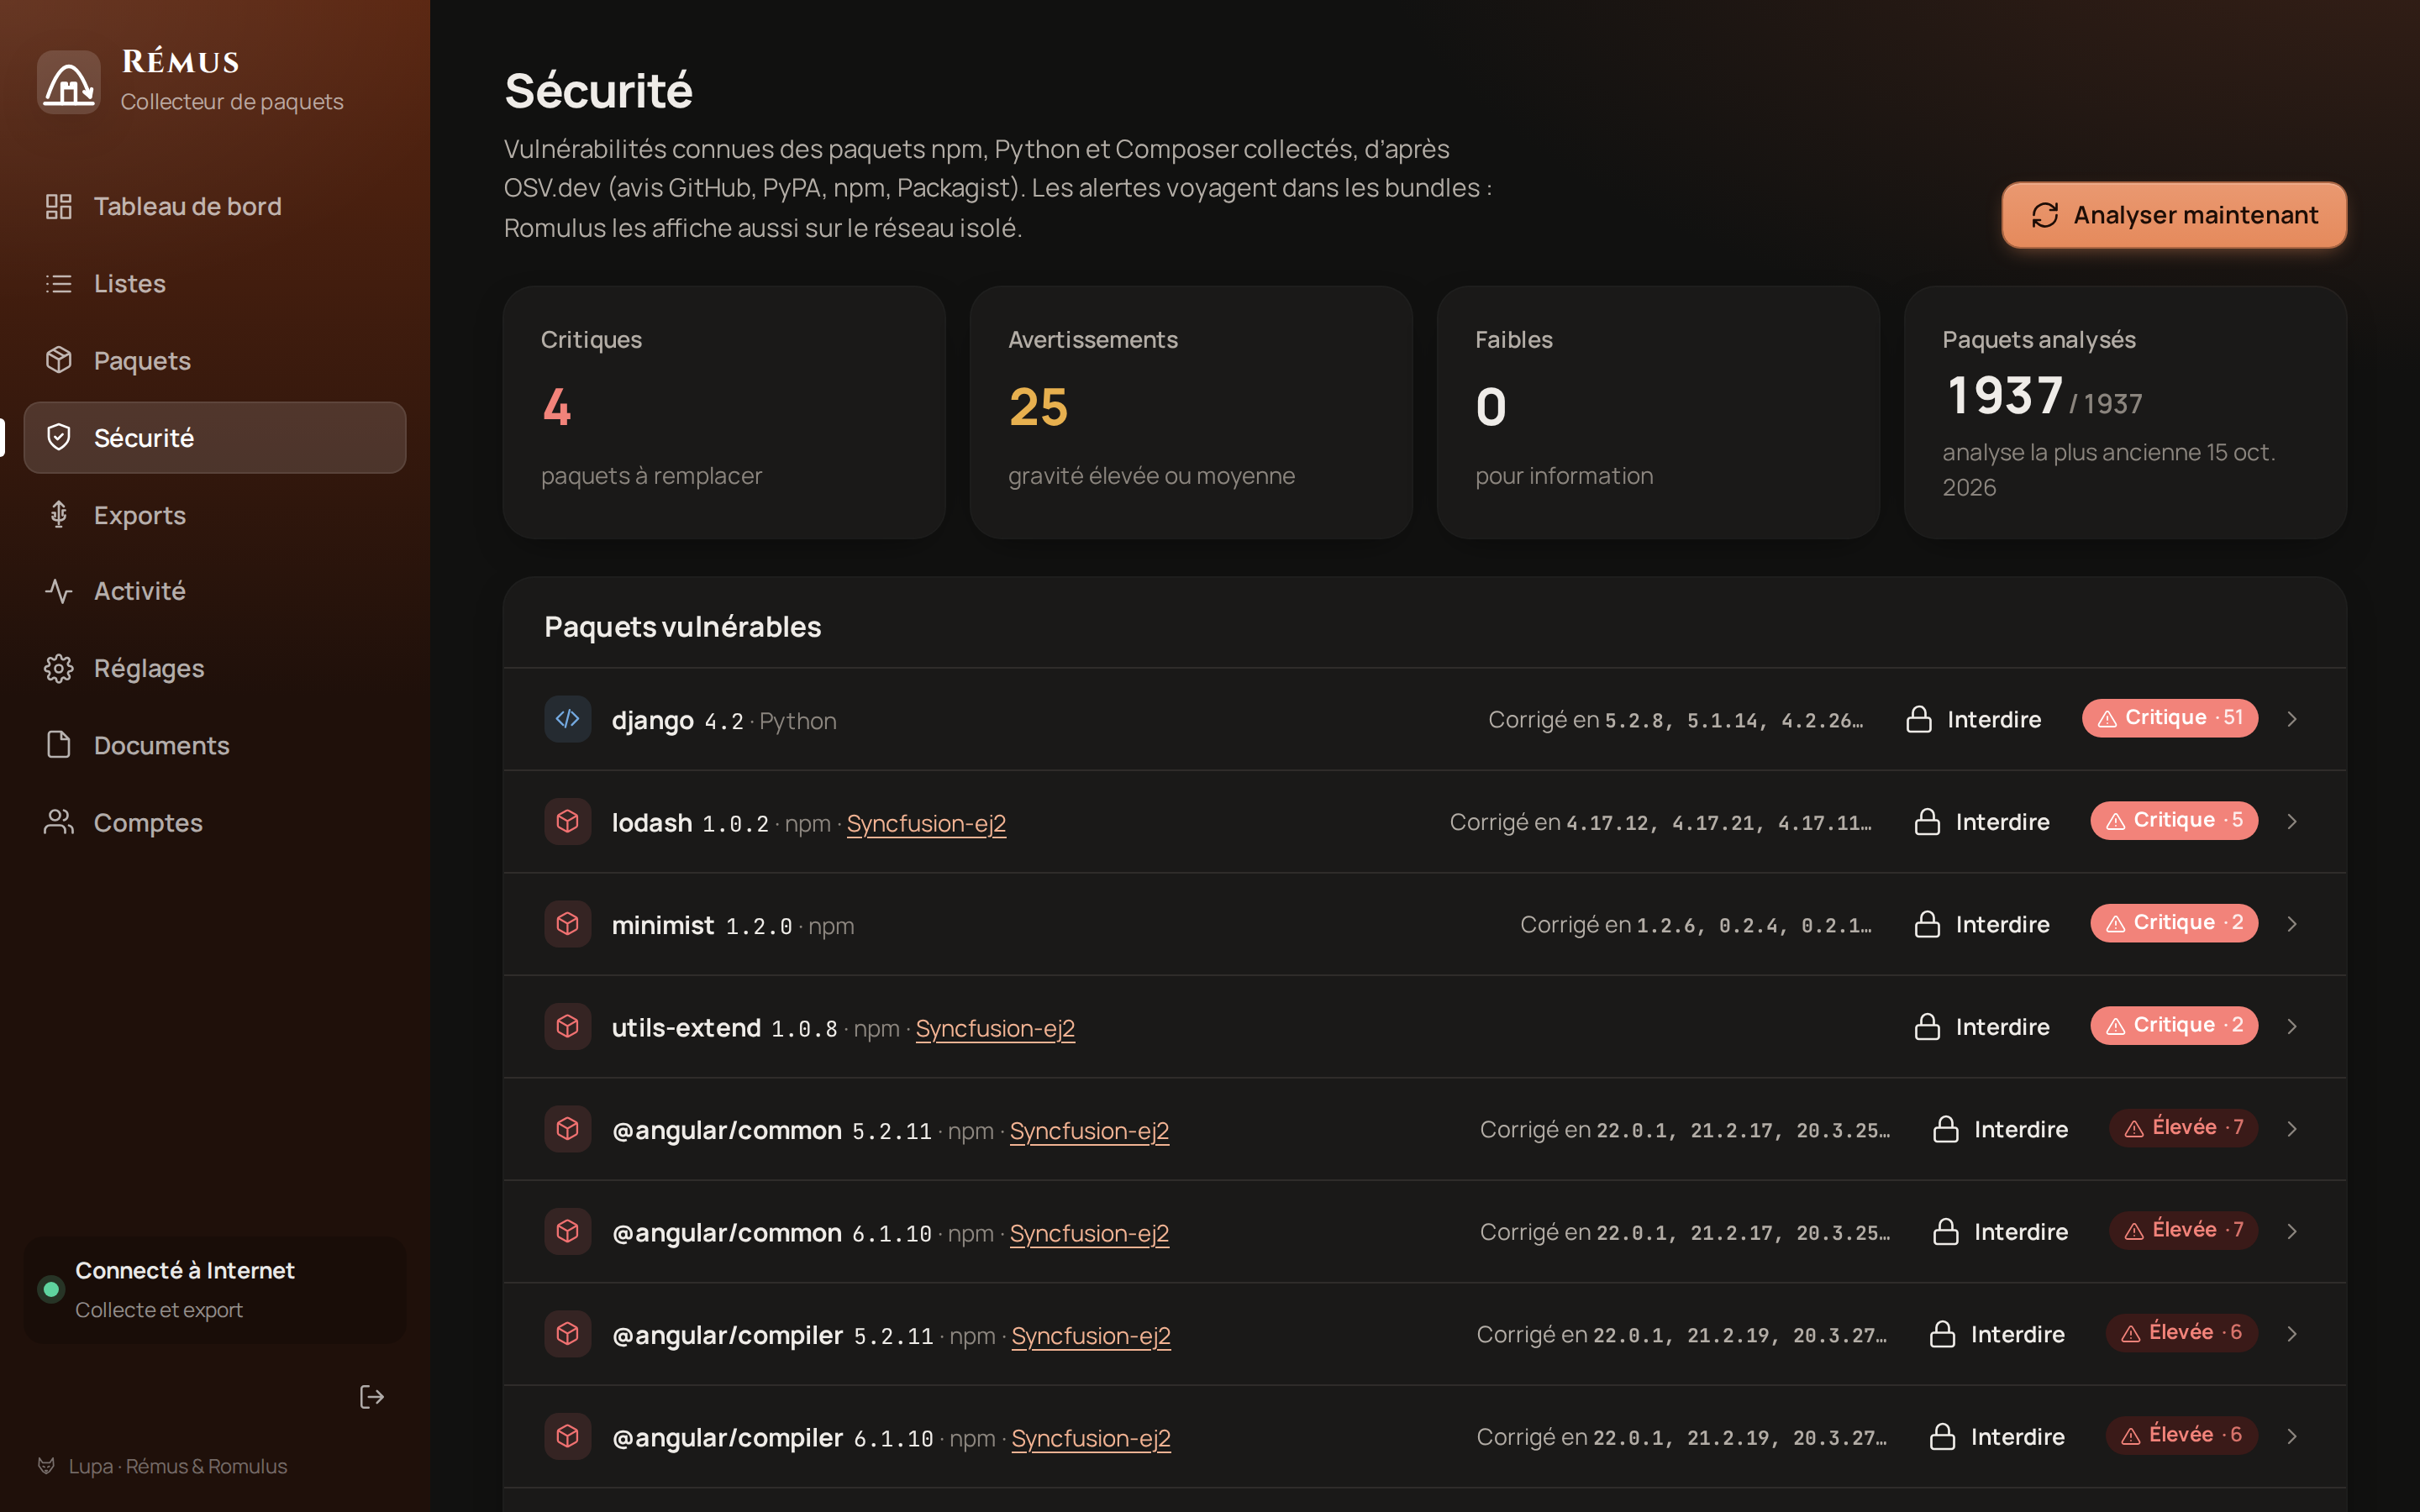 RÉMUS
Collecteur de paquets
Tableau de bord
Listes
Paquets
Sécurité
Exports
Activité
Réglages
Documents
Comptes
Connecté à Internet
Collecte et export
Lupa · Rémus & Romulus
Sécurité
Vulnérabilités connues des paquets npm, Python et Composer collectés, d’après
OSV.dev (avis GitHub, PyPA, npm, Packagist). Les alertes voyagent dans les bundles :
Romulus les affiche aussi sur le réseau isolé.
Analyser maintenant
Critiques
4
paquets à remplacer
Avertissements
25
gravité élevée ou moyenne
Faibles
0
pour information
Paquets analysés
1937 / 1937
analyse la plus ancienne 15 oct.
2026
Paquets vulnérables
django 4.2 · Python Corrigé en 5.2.8, 5.1.14, 4.2.26… Interdire Critique · 51
lodash 1.0.2 · npm · Syncfusion-ej2 Corrigé en 4.17.12, 4.17.21, 4.17.11… Interdire Critique · 5
minimist 1.2.0 · npm Corrigé en 1.2.6, 0.2.4, 0.2.1… Interdire Critique · 2
utils-extend 1.0.8 · npm · Syncfusion-ej2 Interdire Critique · 2
@angular/common 5.2.11 · npm · Syncfusion-ej2 Corrigé en 22.0.1, 21.2.17, 20.3.25… Interdire Élevée · 7
@angular/common 6.1.10 · npm · Syncfusion-ej2 Corrigé en 22.0.1, 21.2.17, 20.3.25… Interdire Élevée · 7
@angular/compiler 5.2.11 · npm · Syncfusion-ej2 Corrigé en 22.0.1, 21.2.19, 20.3.27… Interdire Élevée · 6
@angular/compiler 6.1.10 · npm · Syncfusion-ej2 Corrigé en 22.0.1, 21.2.19, 20.3.27… Interdire Élevée · 6